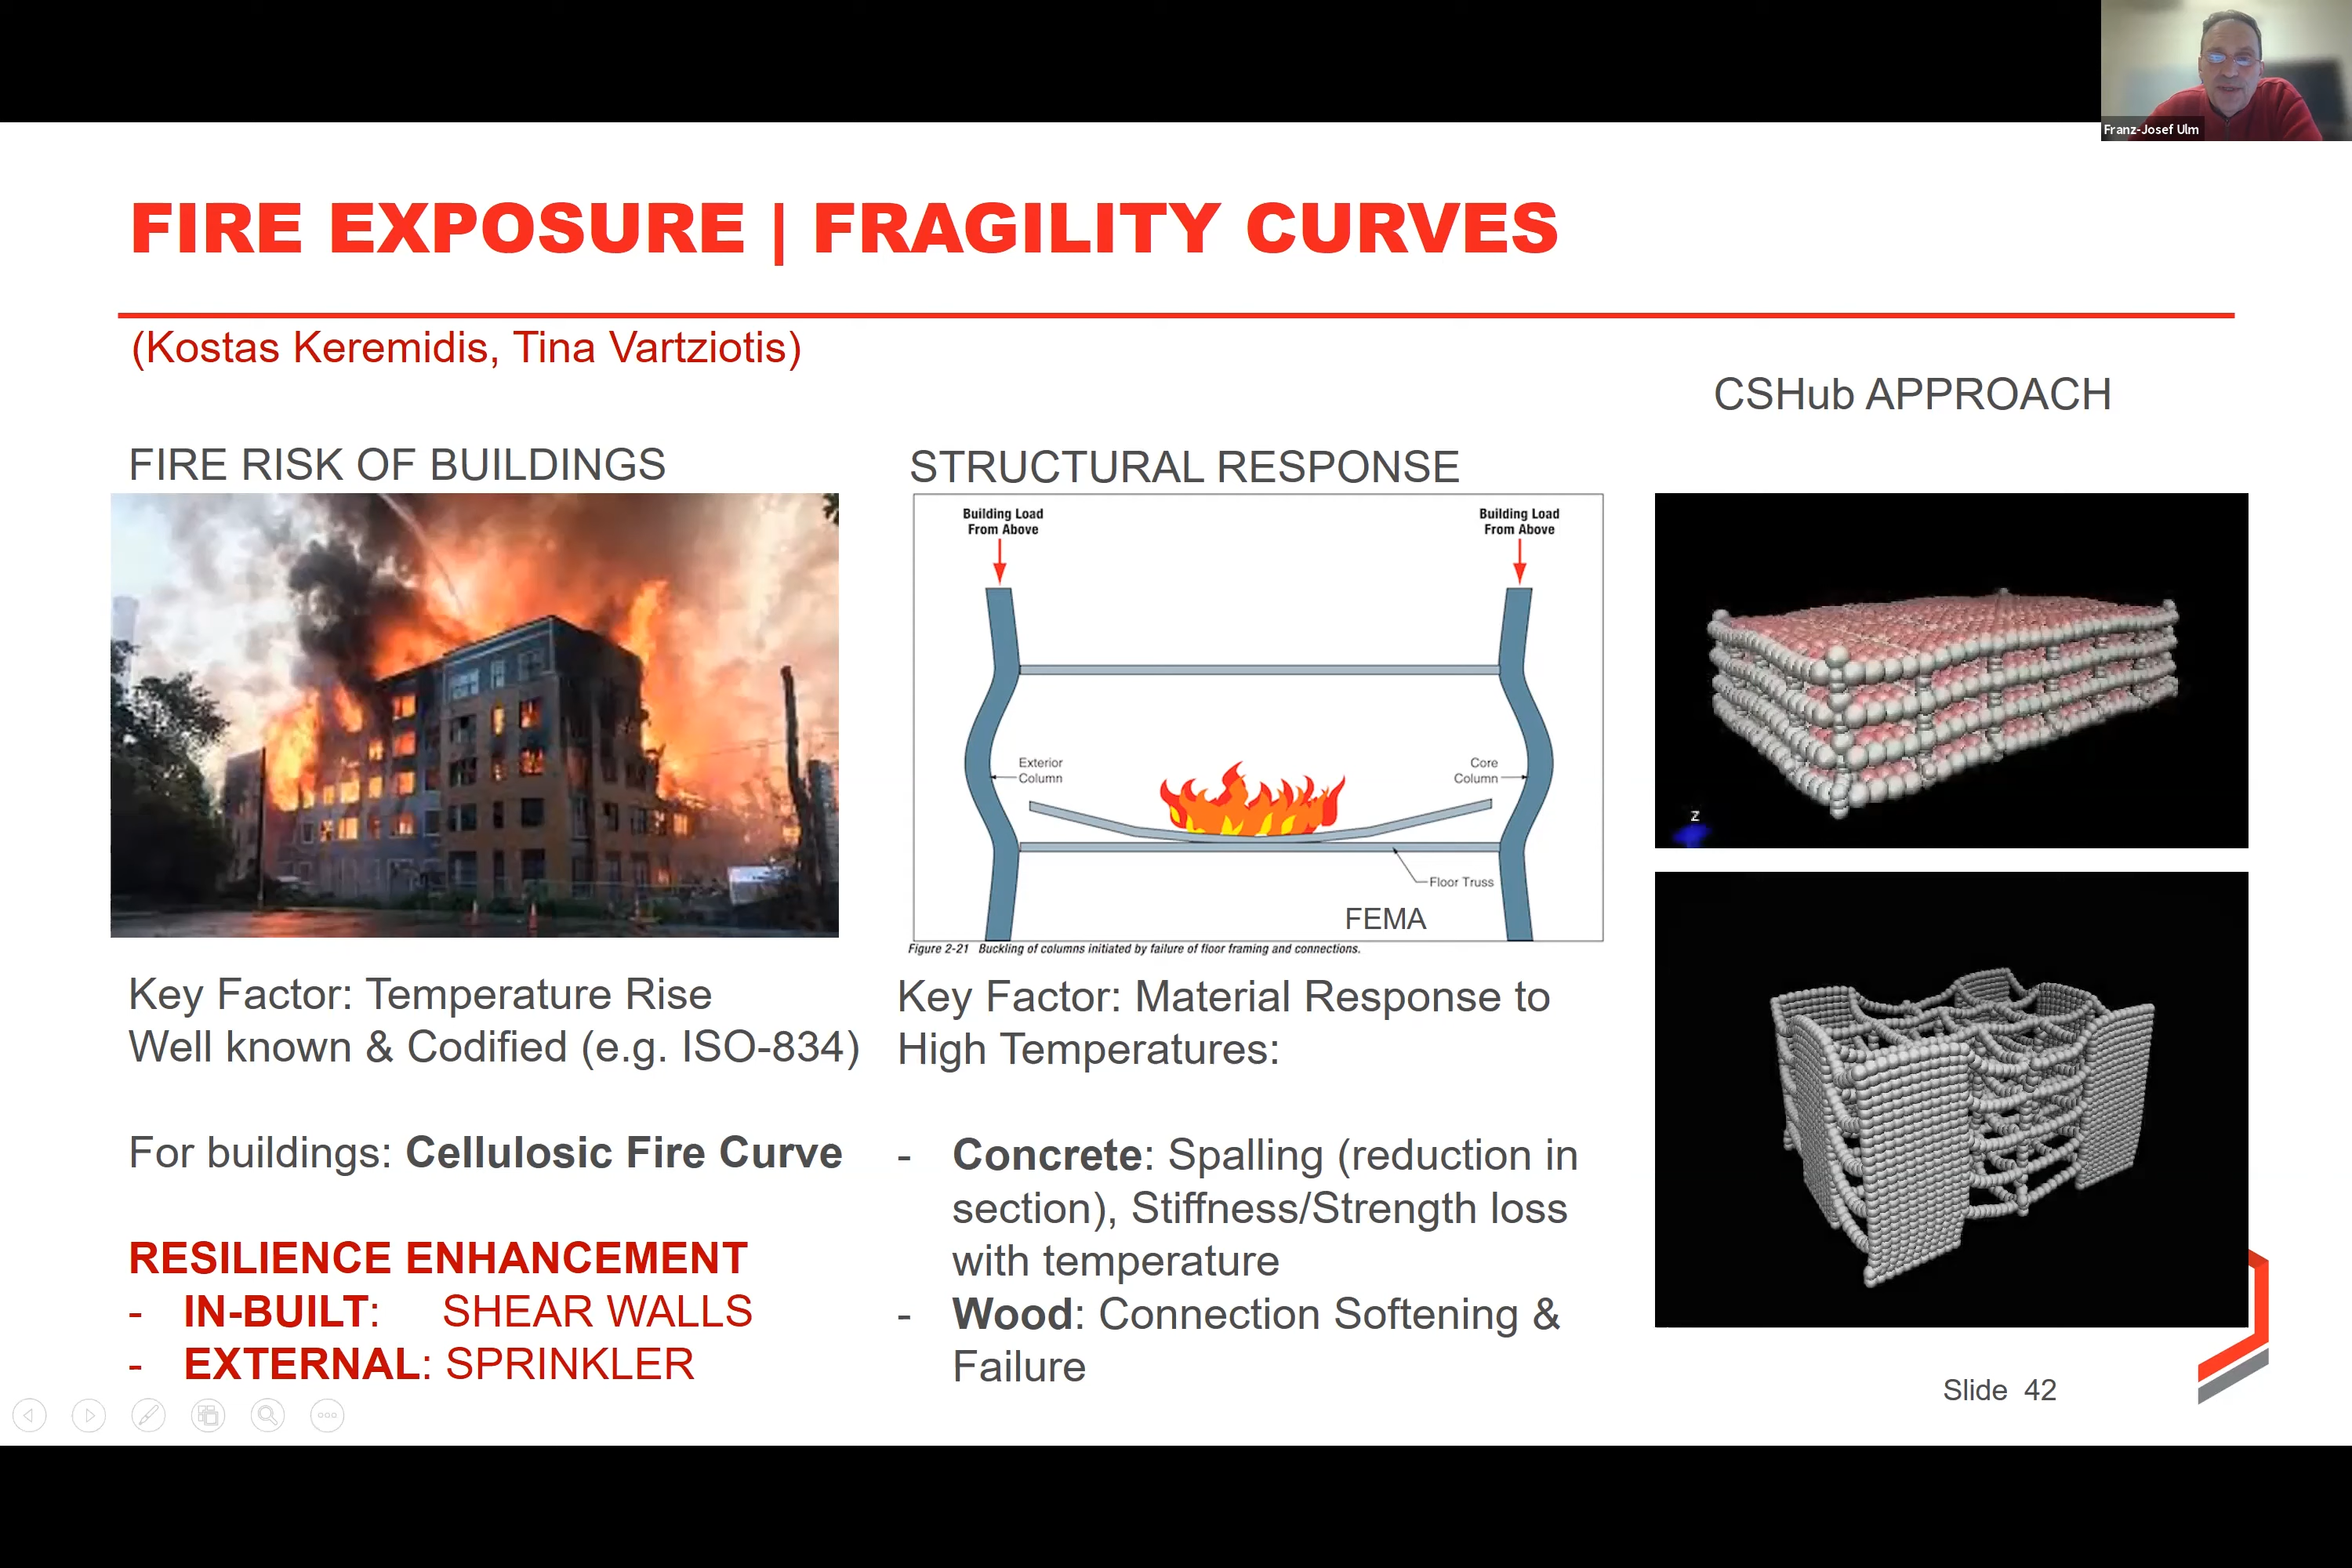 Franz-Josef Ulm
FIRE EXPOSURE | FRAGILITY CURVES
(Kostas Keremidis, Tina Vartziotis)
FIRE RISK OF BUILDINGS
Key Factor: Temperature Rise
Well known & Codified (e.g. ISO-834)
For buildings: Cellulosic Fire Curve
RESILIENCE ENHANCEMENT
- IN-BUILT: SHEAR WALLS
- EXTERNAL: SPRINKLER
STRUCTURAL RESPONSE
Building Load
From Above
Building Load
From Above
Exterior
Column
Core
Column
Floor Truss
FEMA
Figure 2-21 Buckling of columns initiated by failure of floor framing and connections.
Key Factor: Material Response to
High Temperatures:
- Concrete: Spalling (reduction in
section), Stiffness/Strength loss
with temperature
- Wood: Connection Softening &
Failure
CSHub APPROACH
z
Slide 42